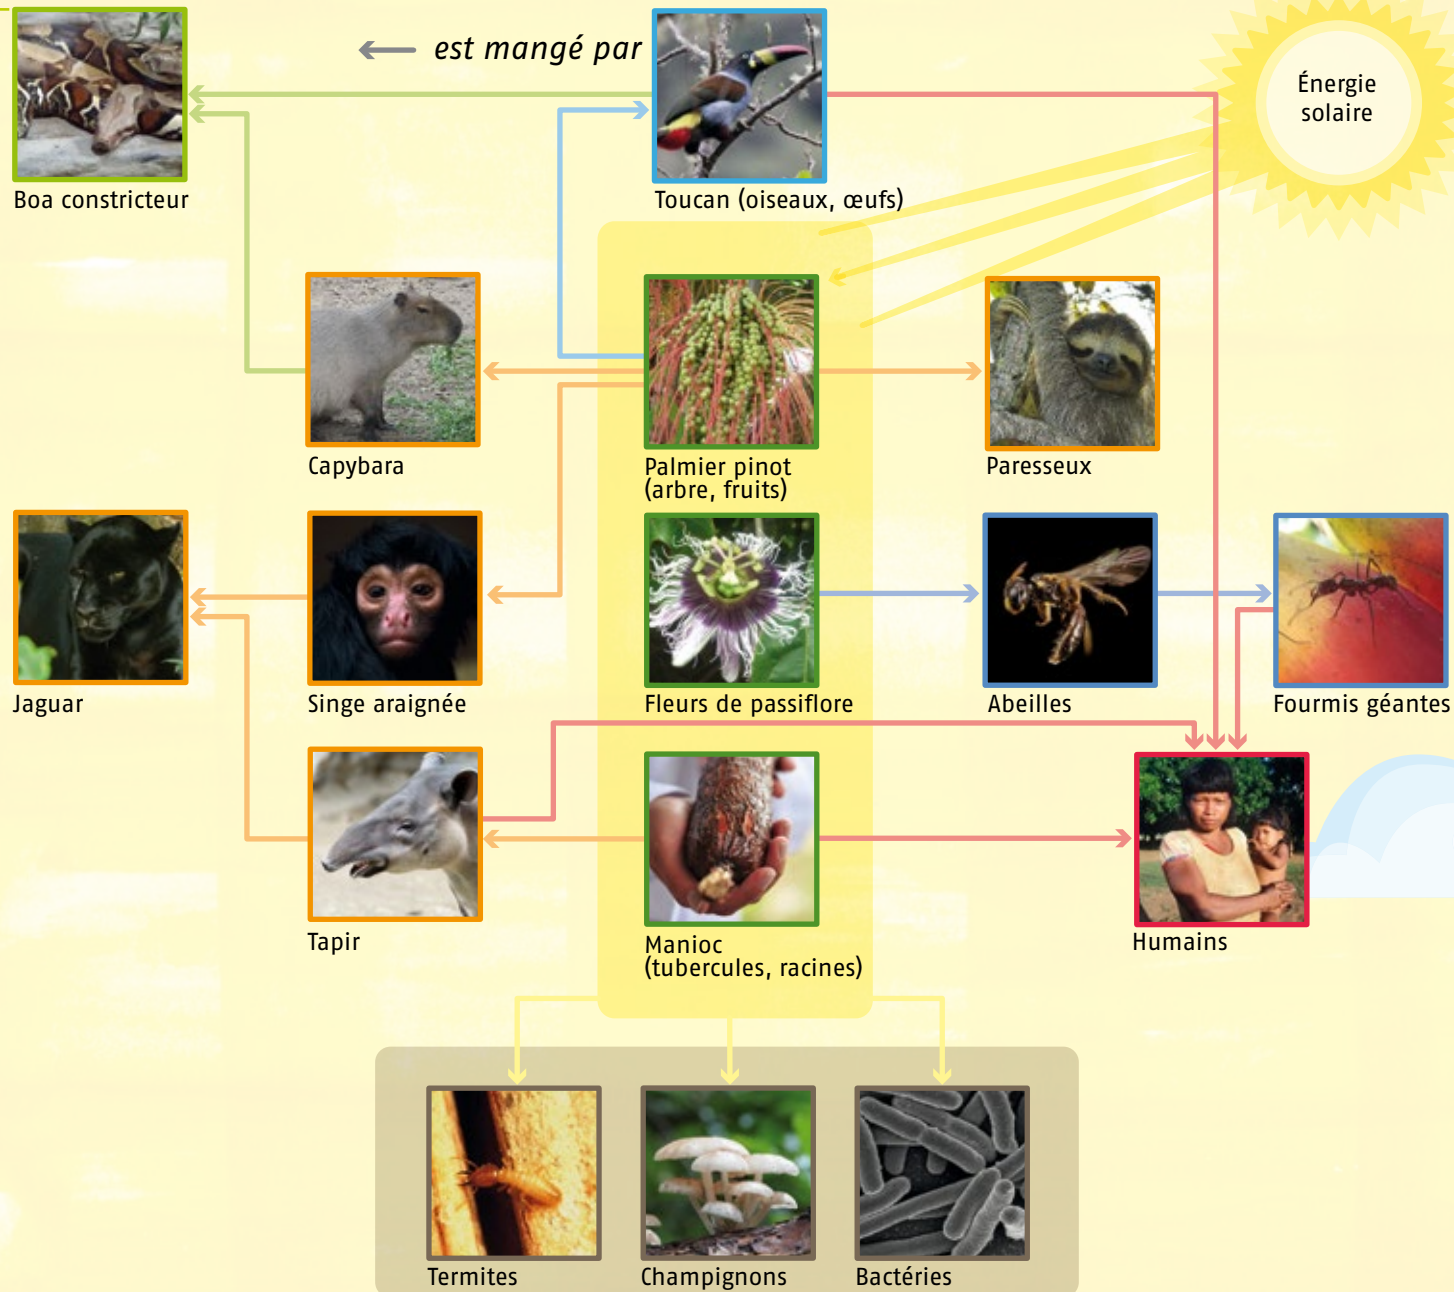 est mangé par
Énergie
solaire
Boa constricteur
Toucan (oiseaux, œufs)
Capybara
Palmier pinot
(arbre, fruits)
Paresseux
Jaguar
Singe araignée
Fleurs de passiflore
Abeilles
Fourmis géantes
Tapir
Manioc
(tubercules, racines)
Humains
Termites
Champignons
Bactéries